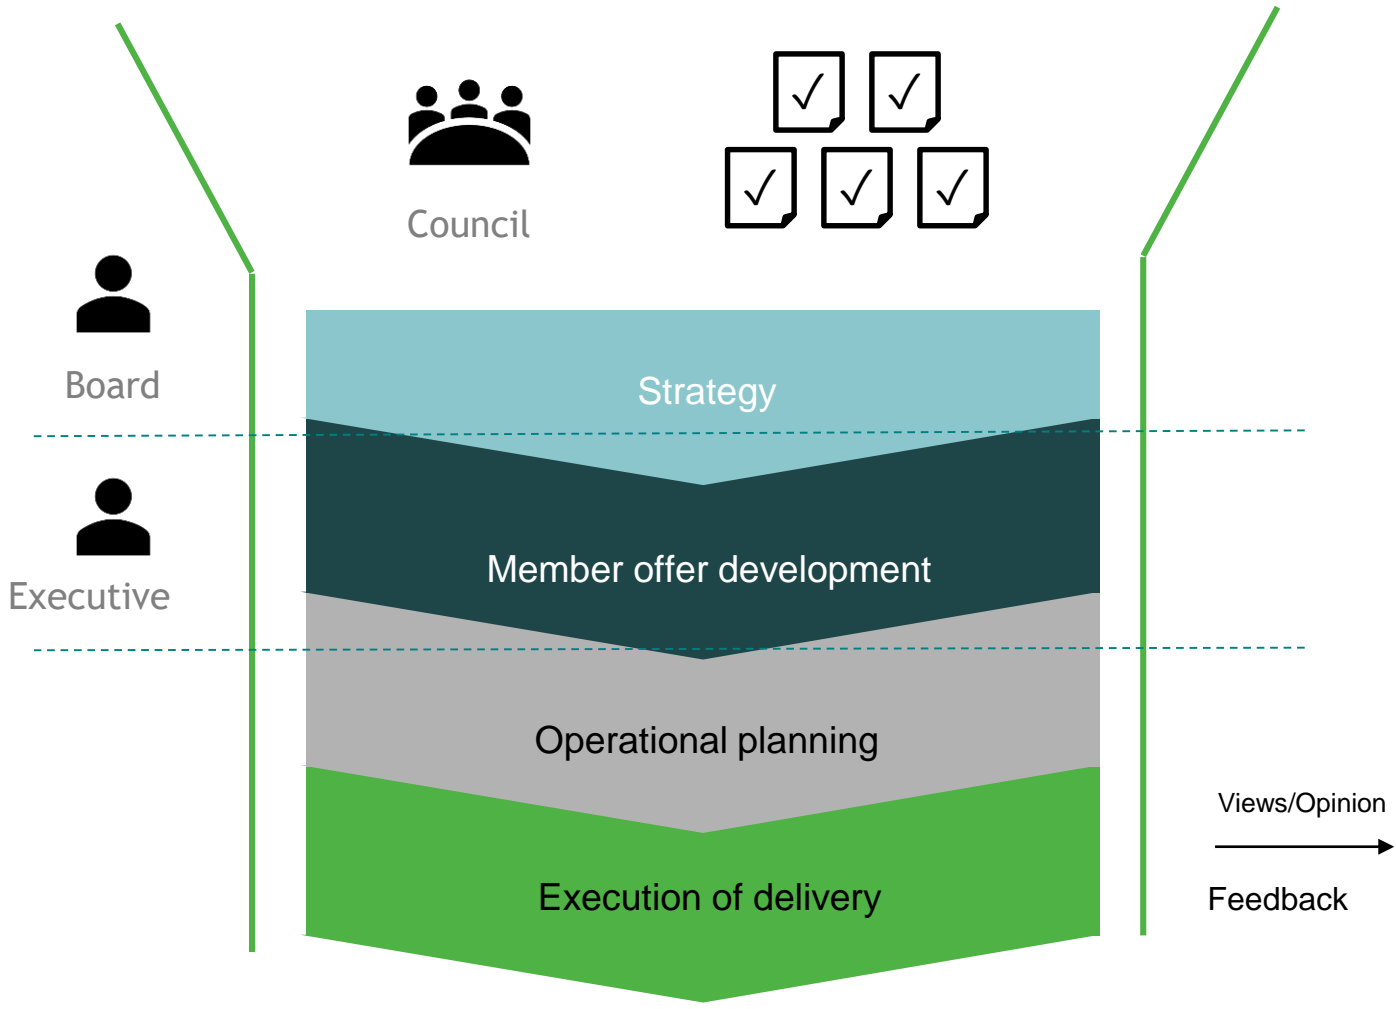 Council
Board
Strategy
Member offer development
Executive
Operational planning
Views/Opinion
Execution of delivery
Feedback